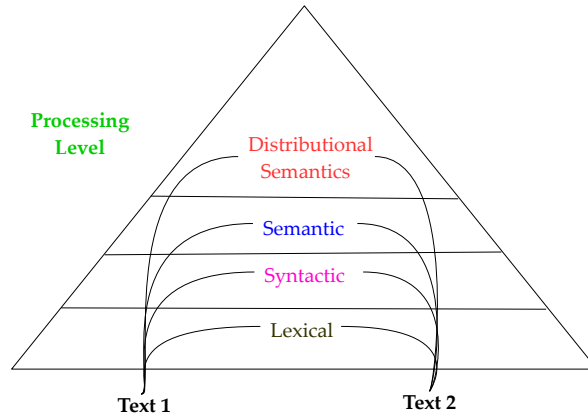 Processing
Level
Distributional
Semantics
Semantic
Syntactic
Lexical
Text 1
Text 2